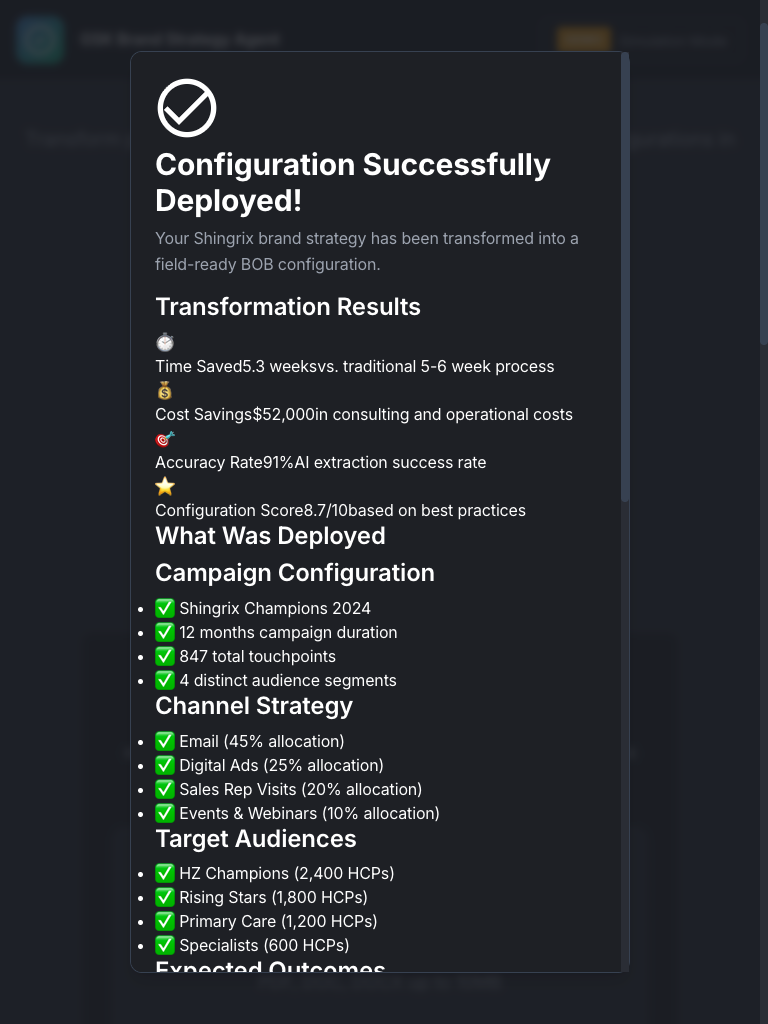 Configuration Successfully
Deployed!
Your Shingrix brand strategy has been transformed into a
field-ready BOB configuration.
Transformation Results
Time Saved5.3 weeksvs. traditional 5-6 week process
Cost Savings$52,000in consulting and operational costs
Accuracy Rate91%AI extraction success rate
Configuration Score8.7/10based on best practices
What Was Deployed
Campaign Configuration
✅ Shingrix Champions 2024
✅ 12 months campaign duration
✅ 847 total touchpoints
✅ 4 distinct audience segments
Channel Strategy
✅ Email (45% allocation)
✅ Digital Ads (25% allocation)
✅ Sales Rep Visits (20% allocation)
✅ Events & Webinars (10% allocation)
Target Audiences
✅ HZ Champions (2,400 HCPs)
✅ Rising Stars (1,800 HCPs)
✅ Primary Care (1,200 HCPs)
✅ Specialists (600 HCPs)
Expected Outcomes